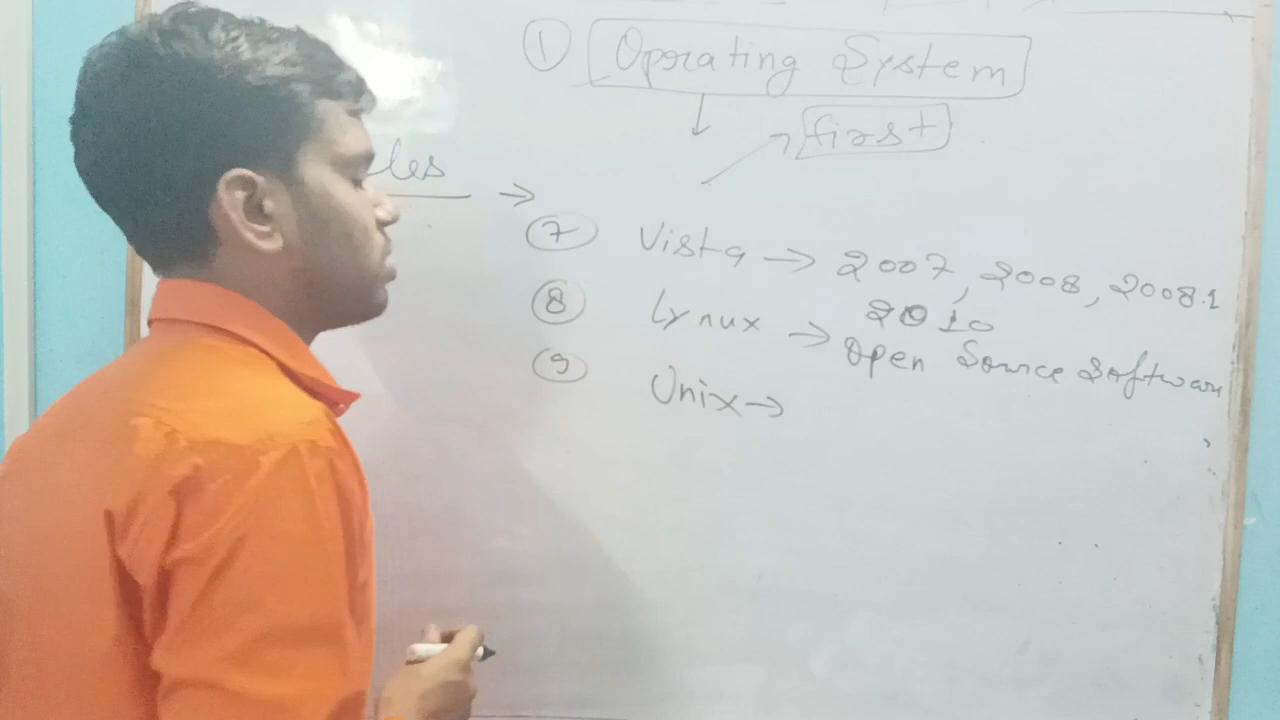 ① Operating System
first
les →
⑦ Vista → 2007, 2008, 2008.1
2010
⑧ Lynux → Open Source Software
⑨ Unix →